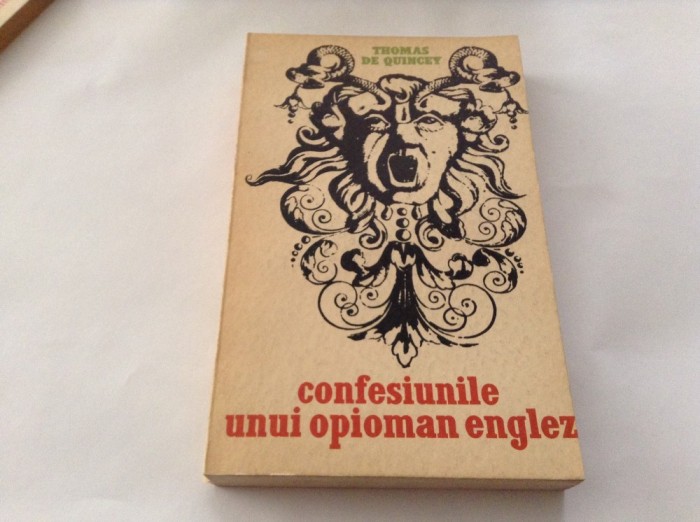 THOMAS
DE QUINCEY
confesiunile
unui opioman englez